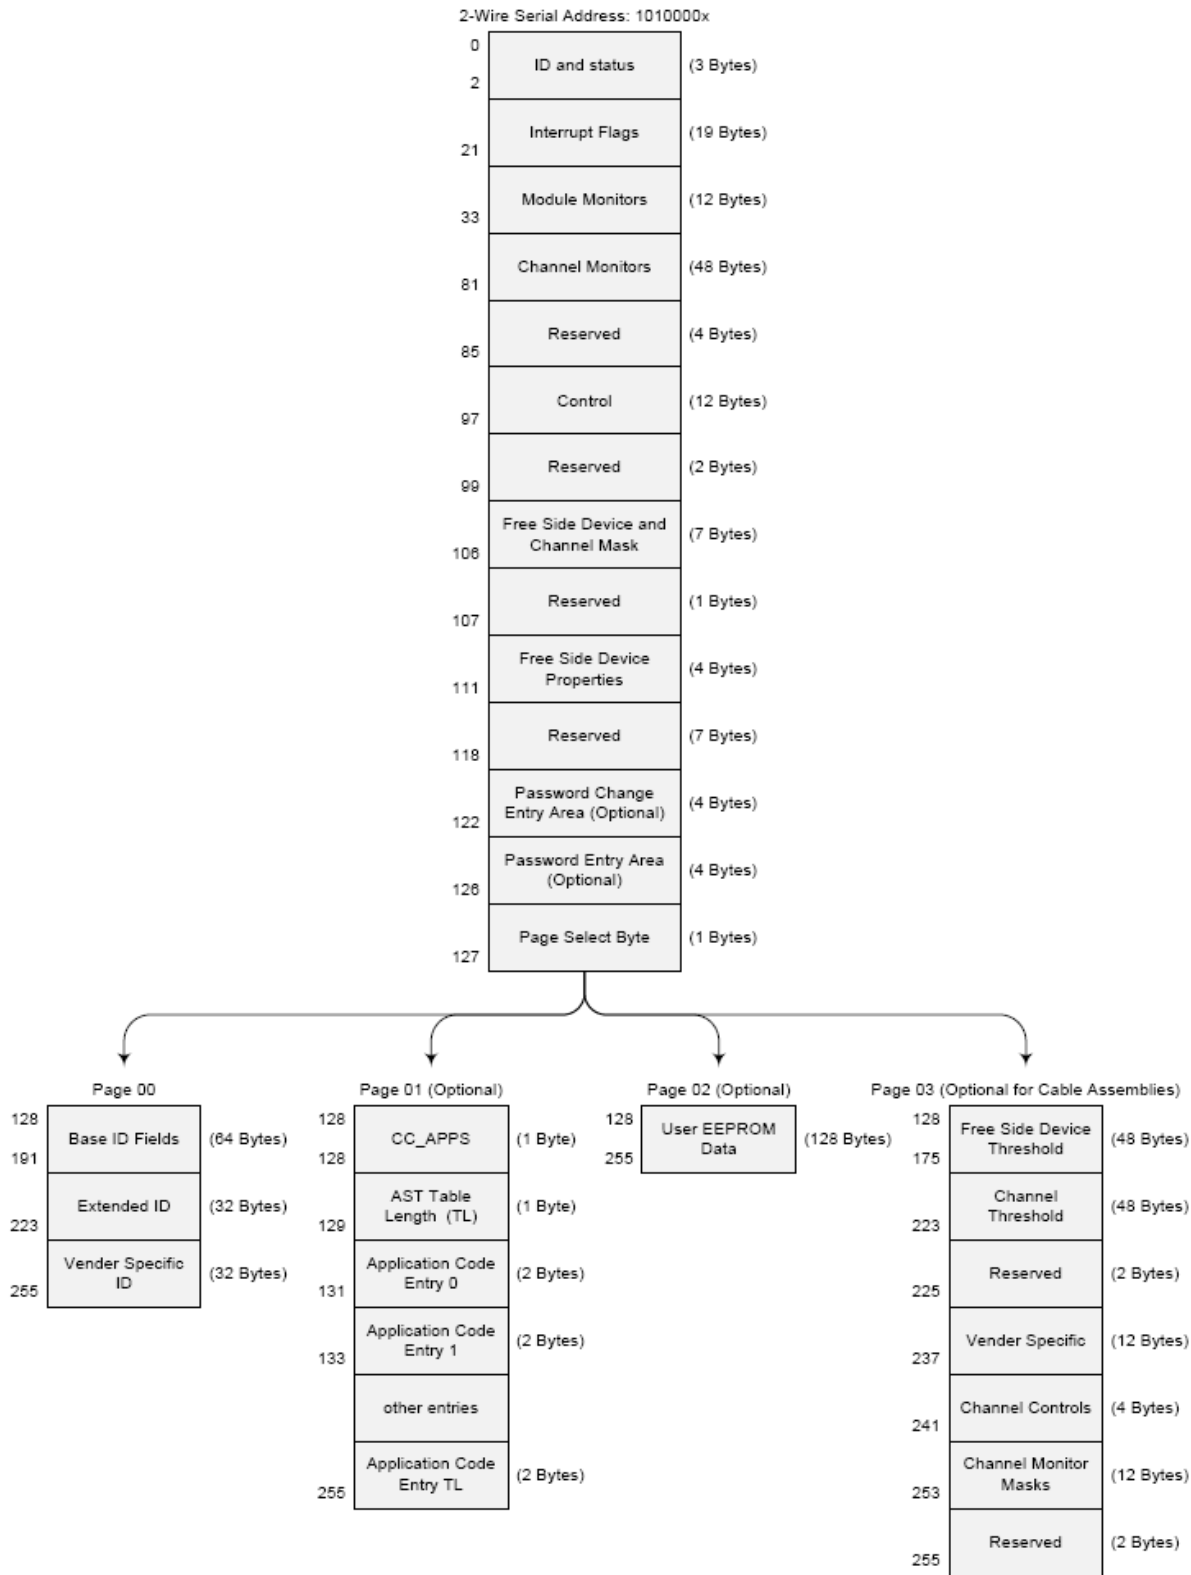 2-Wire Serial Address: 1010000x
0
ID and status (3 Bytes)
2
Interrupt Flags (19 Bytes)
21
Module Monitors (12 Bytes)
33
Channel Monitors (48 Bytes)
81
Reserved (4 Bytes)
85
Control (12 Bytes)
97
Reserved (2 Bytes)
99
Free Side Device and
Channel Mask (7 Bytes)
106
Reserved (1 Bytes)
107
Free Side Device
Properties (4 Bytes)
111
Reserved (7 Bytes)
118
Password Change
Entry Area (Optional) (4 Bytes)
122
Password Entry Area
(Optional) (4 Bytes)
126
Page Select Byte (1 Bytes)
127
Page 00
128
Base ID Fields (64 Bytes)
191
Extended ID (32 Bytes)
223
Vender Specific
ID (32 Bytes)
255
Page 01 (Optional)
128
CC_APPS (1 Byte)
128
AST Table
Length (TL) (1 Byte)
129
Application Code
Entry 0 (2 Bytes)
131
Application Code
Entry 1 (2 Bytes)
133
other entries
Application Code
Entry TL (2 Bytes)
255
Page 02 (Optional)
128
User EEPROM
Data (128 Bytes)
255
Page 03 (Optional for Cable Assemblies)
128
Free Side Device
Threshold (48 Bytes)
175
Channel
Threshold (48 Bytes)
223
Reserved (2 Bytes)
225
Vender Specific (12 Bytes)
237
Channel Controls (4 Bytes)
241
Channel Monitor
Masks (12 Bytes)
253
Reserved (2 Bytes)
255